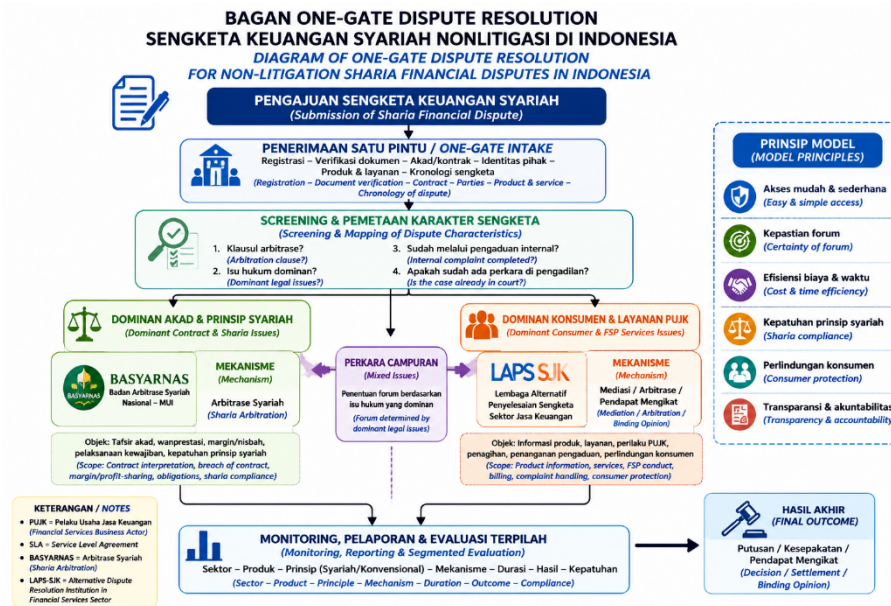 BAGAN ONE-GATE DISPUTE RESOLUTION
SENGKETA KEUANGAN SYARIAH NONLITIGASI DI INDONESIA
DIAGRAM OF ONE-GATE DISPUTE RESOLUTION
FOR NON-LITIGATION SHARIA FINANCIAL DISPUTES IN INDONESIA
PENGAJUAN SENGKETA KEUANGAN SYARIAH
(Submission of Sharia Financial Dispute)
PENERIMAAN SATU PINTU / ONE-GATE INTAKE
Registrasi – Verifikasi dokumen – Akad/kontrak – Identitas pihak –
Produk & layanan – Kronologi sengketa
(Registration – Document verification – Contract – Parties – Product & service –
Chronology of dispute)
SCREENING & PEMETAAN KARAKTER SENGKETA
(Screening & Mapping of Dispute Characteristics)
1. Klausul arbitrase?
(Arbitration clause?)
2. Isu hukum dominan?
(Dominant legal issues?)
3. Sudah melalui pengaduan internal?
(Internal complaint completed?)
4. Apakah sudah ada perkara di pengadilan?
(Is the case already in court?)
DOMINAN AKAD & PRINSIP SYARIAH
(Dominant Contract & Sharia Issues)
BASYARNAS
BASYARNAS
Badan Arbitrase Syariah
Nasional – MUI
MEKANISME
(Mechanism)
Arbitrase Syariah
(Sharia Arbitration)
Objek: Tafsir akad, wanprestasi, margin/nisbah,
pelaksanaan kewajiban, kepatuhan prinsip syariah
(Scope: Contract interpretation, breach of contract,
margin/profit-sharing, obligations, sharia compliance)
PERKARA CAMPURAN
(Mixed Issues)
Penentuan forum berdasarkan
isu hukum yang dominan
(Forum determined by
dominant legal issues)
DOMINAN KONSUMEN & LAYANAN PUJK
(Dominant Consumer & FSP Services Issues)
LAPS SJK
Lembaga Alternatif
Penyelesaian Sengketa
Sektor Jasa Keuangan
MEKANISME
(Mechanism)
Mediasi / Arbitrase /
Pendapat Mengikat
(Mediation / Arbitration /
Binding Opinion)
Objek: Informasi produk, layanan, perilaku PUJK,
penagihan, penanganan pengaduan, perlindungan konsumen
(Scope: Product information, services, FSP conduct,
billing, complaint handling, consumer protection)
PRINSIP MODEL
(MODEL PRINCIPLES)
Akses mudah & sederhana
(Easy & simple access)
Kepastian forum
(Certainty of forum)
Efisiensi biaya & waktu
(Cost & time efficiency)
Kepatuhan prinsip syariah
(Sharia compliance)
Perlindungan konsumen
(Consumer protection)
Transparansi & akuntabilitas
(Transparency & accountability)
KETERANGAN / NOTES
• PUJK = Pelaku Usaha Jasa Keuangan
(Financial Services Business Actor)
• SLA = Service Level Agreement
• BASYARNAS = Arbitrase Syariah
(Sharia Arbitration)
• LAPS-SJK = Alternative Dispute
Resolution Institution in
Financial Services Sector
MONITORING, PELAPORAN & EVALUASI TERPILAH
(Monitoring, Reporting & Segmented Evaluation)
Sektor – Produk – Prinsip (Syariah/Konvensional) – Mekanisme – Durasi – Hasil – Kepatuhan
(Sector – Product – Principle – Mechanism – Duration – Outcome – Compliance)
HASIL AKHIR
(FINAL OUTCOME)
Putusan / Kesepakatan /
Pendapat Mengikat
(Decision / Settlement /
Binding Opinion)